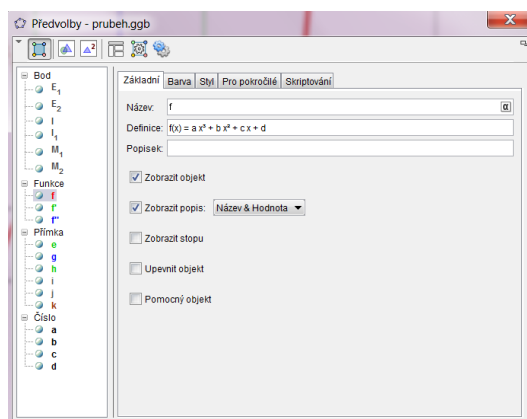 Předvolby - prubeh.ggb
Bod
E1
E2
I
I1
M1
M2
Funkce
f
f'
f''
Přímka
e
g
h
i
j
k
Číslo
a
b
c
d
Základní Barva Styl Pro pokročilé Skriptování
Název: f α
Definice: f(x) = a x³ + b x² + c x + d
Popisek:
Zobrazit objekt
Zobrazit popis: Název & Hodnota
Zobrazit stopu
Upevnit objekt
Pomocný objekt